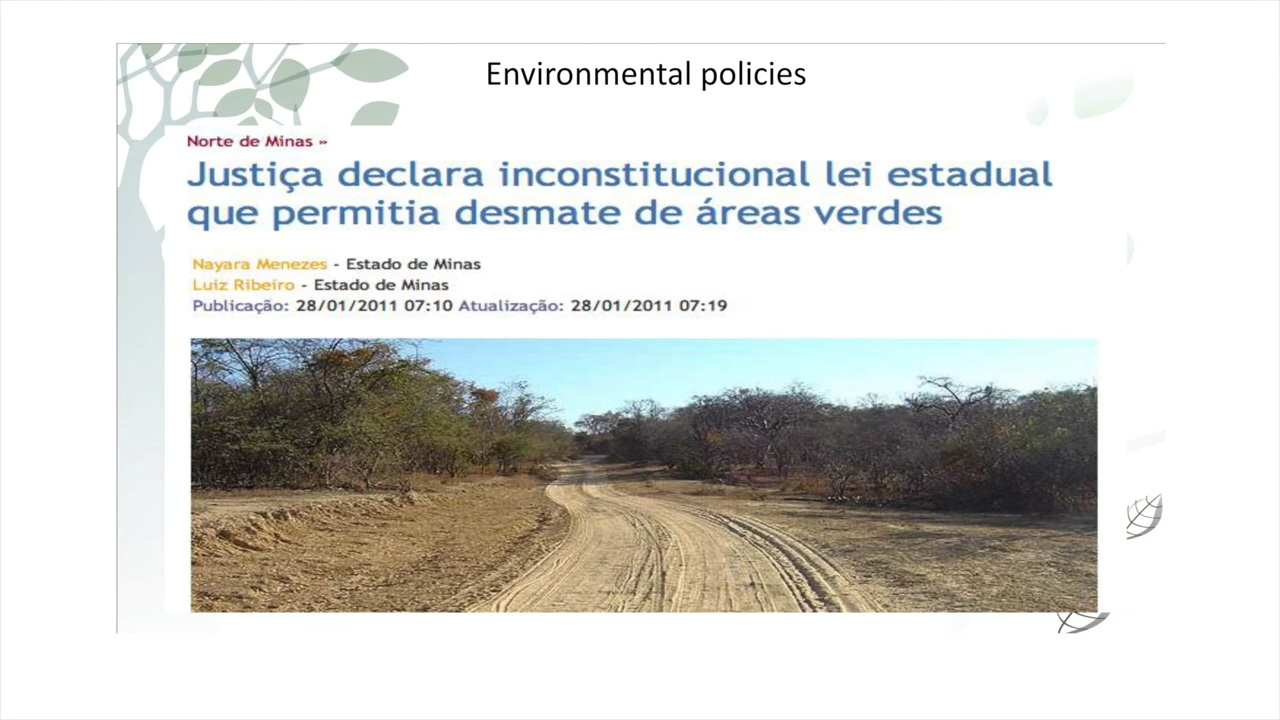 Environmental policies
Norte de Minas »
Justiça declara inconstitucional lei estadual
que permitia desmate de áreas verdes
Nayara Menezes - Estado de Minas
Luiz Ribeiro - Estado de Minas
Publicação: 28/01/2011 07:10 Atualização: 28/01/2011 07:19